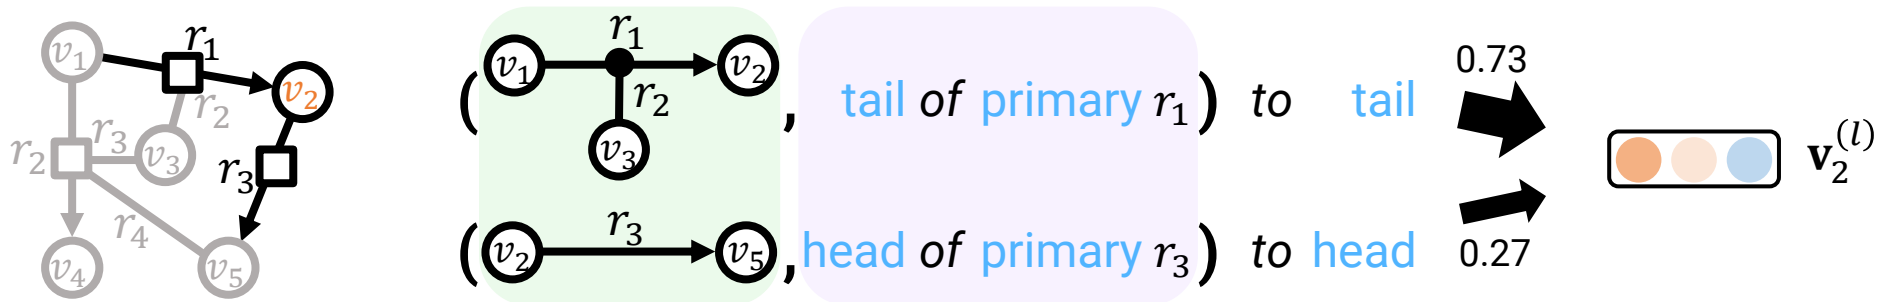 v₁ r₁ v₂
r₂
r₂ r₃ v₃ r₃
r₄
v₄ v₅
( v₁ r₁ v₂ , tail of primary r₁ ) to tail 0.73
r₂
v₃
( v₂ r₃ v₅ , head of primary r₃ ) to head 0.27
𝐯₂⁽ˡ⁾